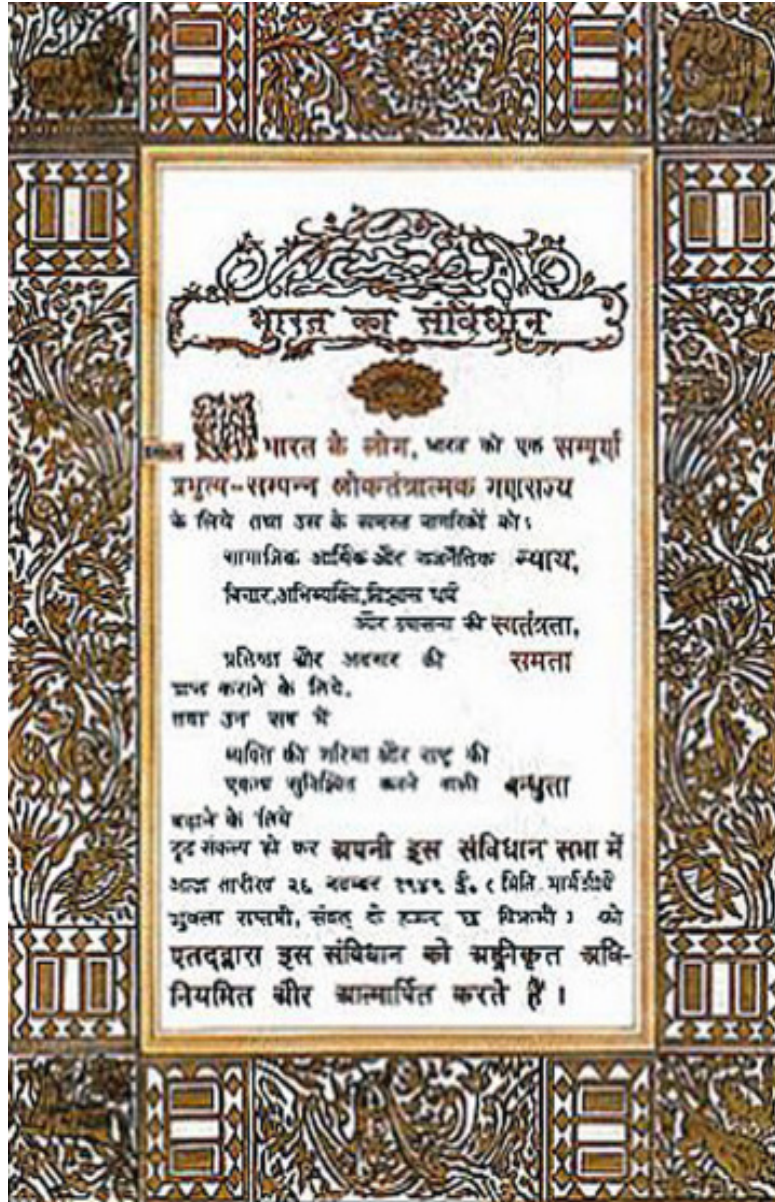 भारत का संविधान
हम भारत के लोग, भारत को एक सम्पूर्ण
प्रभुत्व-सम्पन्न लोकतंत्रात्मक गणराज्य
के लिये तथा उस के समस्त नागरिकों को:
सामाजिक आर्थिक और राजनैतिक न्याय,
विचार,अभिव्यक्ति,विश्वास धर्म
और उपासना की स्वतंत्रता,
प्रतिष्ठा और अवसर की समता
प्राप्त कराने के लिये,
तथा उन सब में
व्यक्ति की गरिमा और राष्ट्र की
एकता सुनिश्चित करने वाली बन्धुता
बढ़ाने के लिये
दृढ संकल्प हो कर अपनी इस संविधान सभा में
आज तारीख २६ नवम्बर १९४९ ई० ( मिति मार्गशीर्ष
शुक्ला सप्तमी, संवत् दो हजार छः विक्रमी ) को
एतद्द्वारा इस संविधान को अङ्गीकृत अधि-
नियमित और आत्मार्पित करते हैं ।